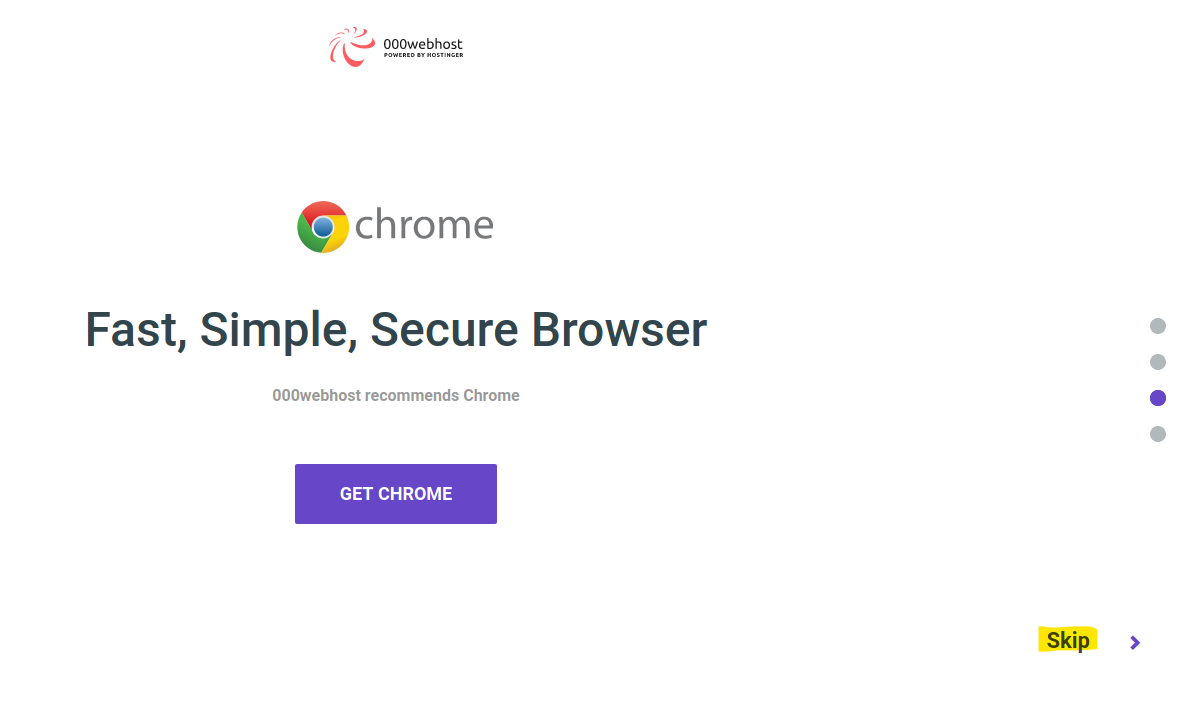 000webhost
POWERED BY HOSTINGER
chrome
Fast, Simple, Secure Browser
000webhost recommends Chrome
GET CHROME
Skip